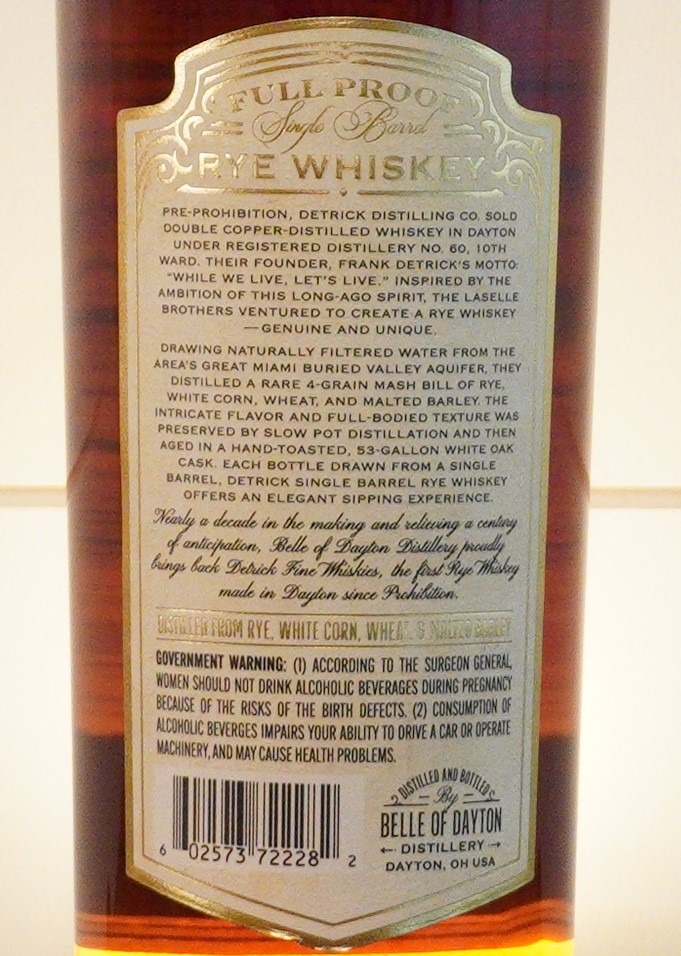 FULL PROOF
Single Barrel
RYE WHISKEY
PRE-PROHIBITION, DETRICK DISTILLING CO. SOLD
DOUBLE COPPER-DISTILLED WHISKEY IN DAYTON
UNDER REGISTERED DISTILLERY NO. 60, 10TH
WARD. THEIR FOUNDER, FRANK DETRICK'S MOTTO:
"WHILE WE LIVE, LET'S LIVE." INSPIRED BY THE
AMBITION OF THIS LONG-AGO SPIRIT, THE LASELLE
BROTHERS VENTURED TO CREATE A RYE WHISKEY
—GENUINE AND UNIQUE.
DRAWING NATURALLY FILTERED WATER FROM THE
AREA'S GREAT MIAMI BURIED VALLEY AQUIFER, THEY
DISTILLED A RARE 4-GRAIN MASH BILL OF RYE,
WHITE CORN, WHEAT, AND MALTED BARLEY. THE
INTRICATE FLAVOR AND FULL-BODIED TEXTURE WAS
PRESERVED BY SLOW POT DISTILLATION AND THEN
AGED IN A HAND-TOASTED, 53-GALLON WHITE OAK
CASK. EACH BOTTLE DRAWN FROM A SINGLE
BARREL, DETRICK SINGLE BARREL RYE WHISKEY
OFFERS AN ELEGANT SIPPING EXPERIENCE.
Nearly a decade in the making and relieving a century
of anticipation, Belle of Dayton Distillery proudly
brings back Detrick Fine Whiskies, the first Rye Whiskey
made in Dayton since Prohibition.
DISTILLED FROM RYE, WHITE CORN, WHEAT, & MALTED BARLEY
GOVERNMENT WARNING: (1) ACCORDING TO THE SURGEON GENERAL,
WOMEN SHOULD NOT DRINK ALCOHOLIC BEVERAGES DURING PREGNANCY
BECAUSE OF THE RISKS OF THE BIRTH DEFECTS. (2) CONSUMPTION OF
ALCOHOLIC BEVERGES IMPAIRS YOUR ABILITY TO DRIVE A CAR OR OPERATE
MACHINERY, AND MAY CAUSE HEALTH PROBLEMS.
6 02573 72228 2
DISTILLED AND BOTTLED
By
BELLE OF DAYTON
DISTILLERY
DAYTON, OH USA